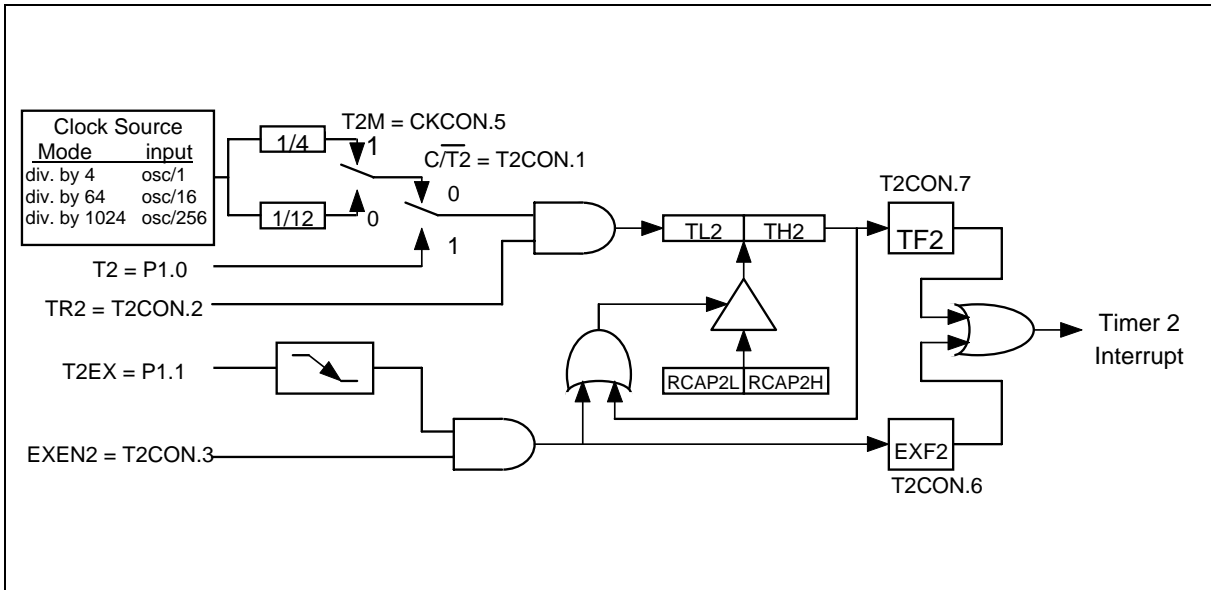 Clock Source
Mode input
div. by 4 osc/1
div. by 64 osc/16
div. by 1024 osc/256
1/4
1/12
T2M = CKCON.5
1
0
C/T2 = T2CON.1
0
1
T2 = P1.0
TR2 = T2CON.2
T2EX = P1.1
EXEN2 = T2CON.3
TL2 TH2
RCAP2L RCAP2H
T2CON.7
TF2
EXF2
T2CON.6
Timer 2
Interrupt